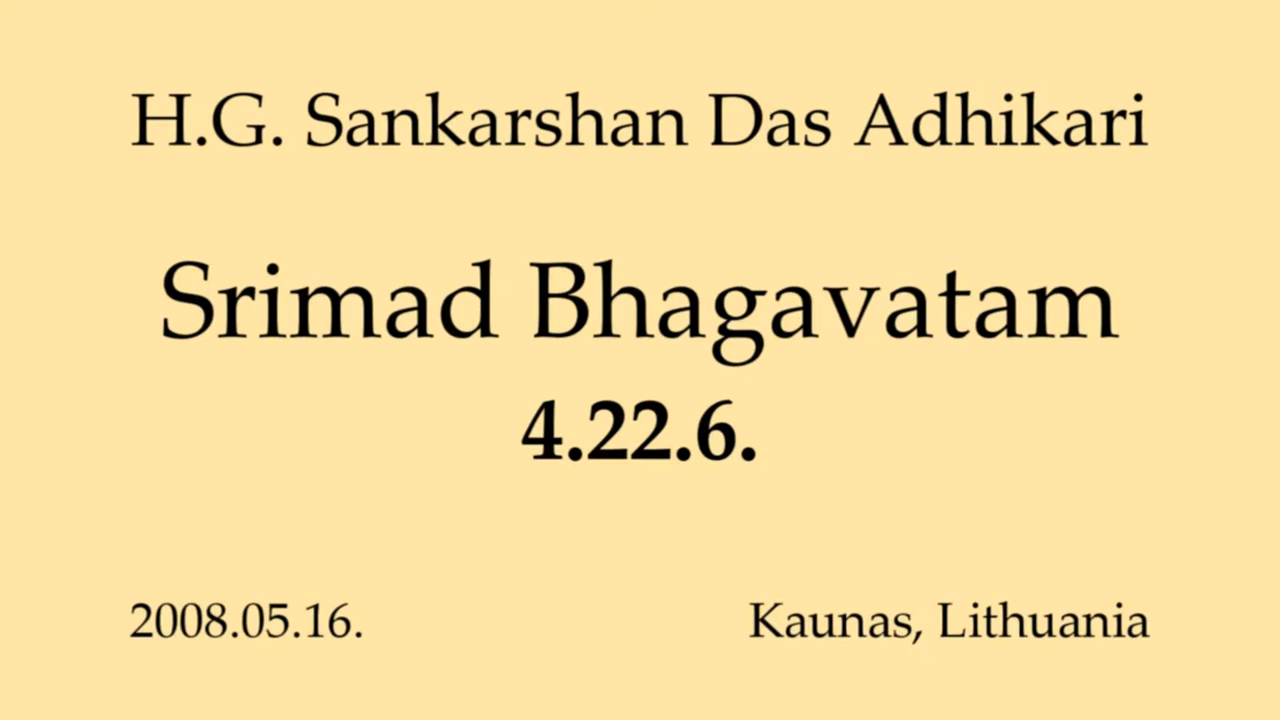 H.G. Sankarshan Das Adhikari
Srimad Bhagavatam
4.22.6.
2008.05.16. Kaunas, Lithuania